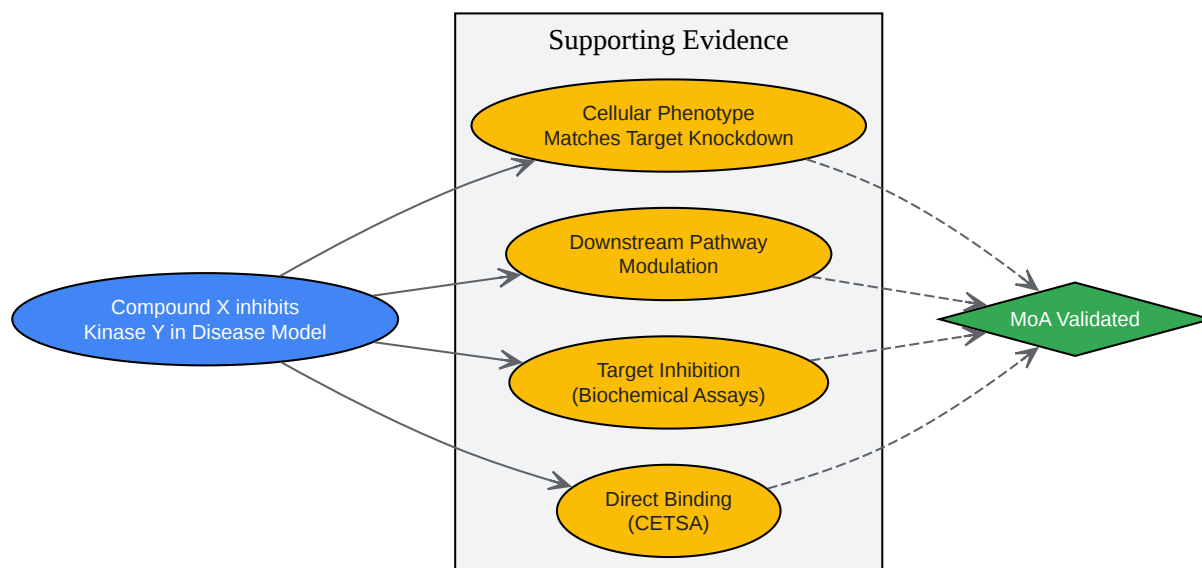 Supporting Evidence
Cellular Phenotype
Matches Target Knockdown
Downstream Pathway
Modulation
Compound X inhibits
Kinase Y in Disease Model
MoA Validated
Target Inhibition
(Biochemical Assays)
Direct Binding
(CETSA)